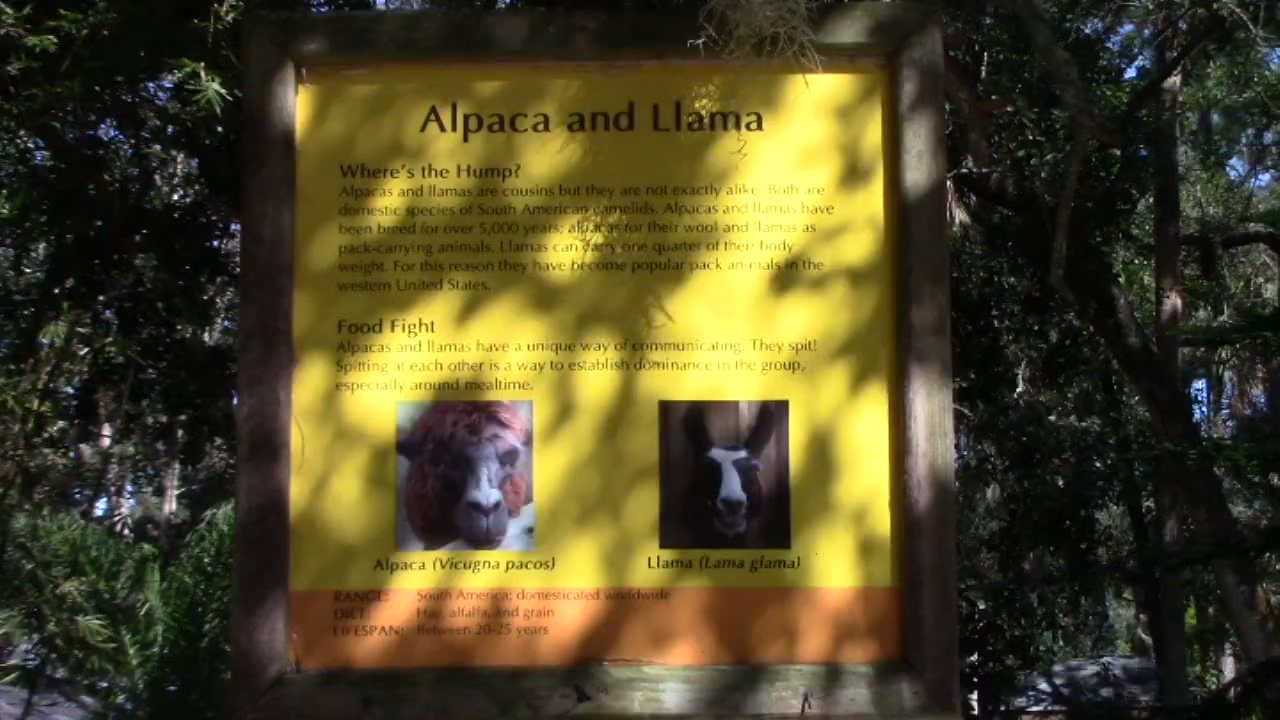 Alpaca and Llama
Where's the Hump?
Alpacas and llamas are cousins but they are not exactly alike. Both are
domestic species of South American camelids. Alpacas and llamas have
been breed for over 5,000 years; alpacas for their wool and llamas as
pack-carrying animals. Llamas can carry one quarter of their body
weight. For this reason they have become popular pack animals in the
western United States.
Food Fight
Alpacas and llamas have a unique way of communicating. They spit!
Spitting at each other is a way to establish dominance in the group,
especially around mealtime.
Alpaca (Vicugna pacos)
Llama (Lama glama)
RANGE: South America; domesticated worldwide
DIET: Hay, alfalfa, and grain
LIFESPAN: Between 20-25 years